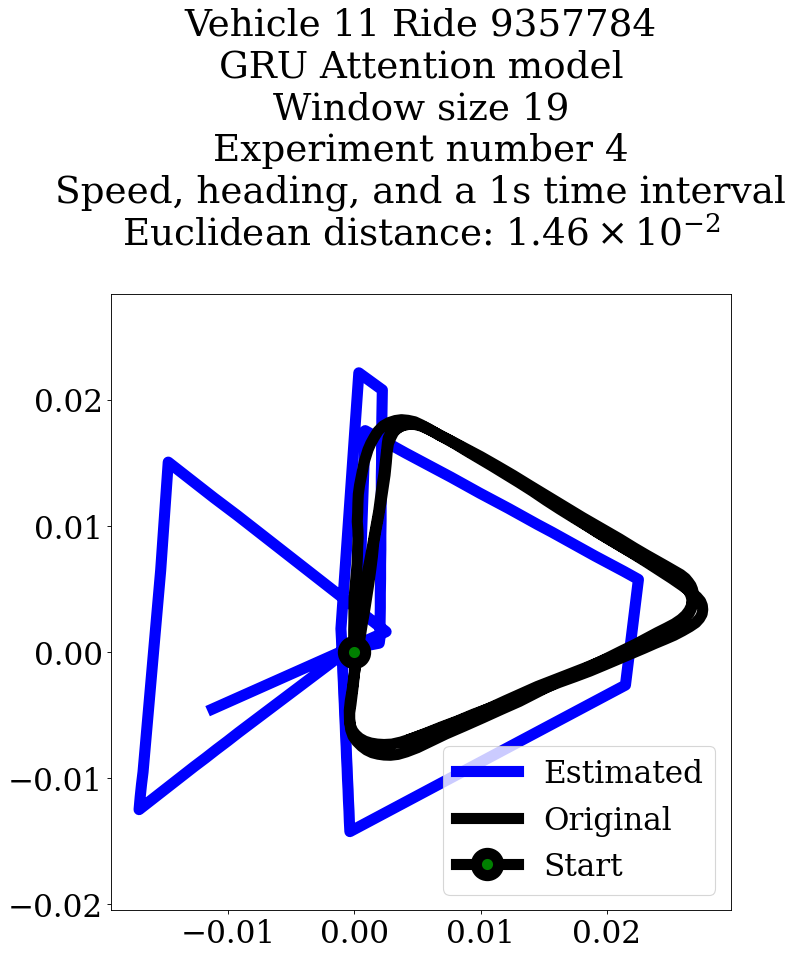 Vehicle 11 Ride 9357784
GRU Attention model
Window size 19
Experiment number 4
Speed, heading, and a 1s time interval
Euclidean distance: 1.46 × 10⁻²
0.02
0.01
0.00
−0.01
−0.02
Estimated
Original
Start
−0.01 0.00 0.01 0.02